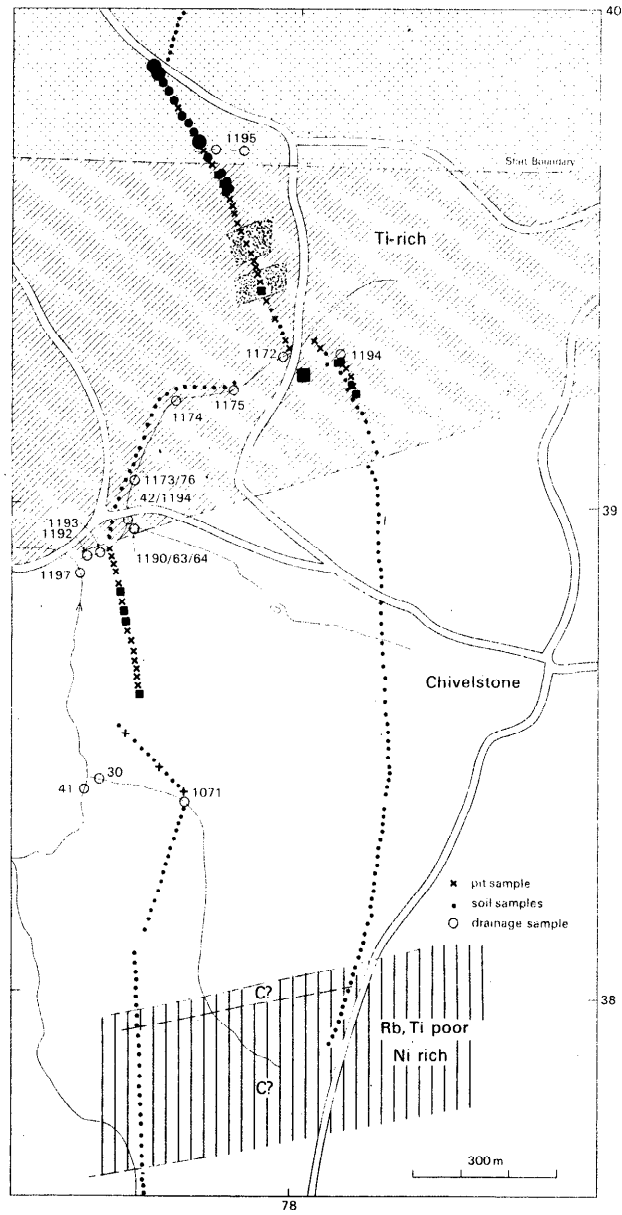 40
1195
Start Boundary
Ti-rich
1172
1194
1175
1174
1173/76
42/1194
39
1193
1192
1190/63/64
1197
Chivelstone
30
41
1071
pit sample
soil samples
drainage sample
C?
38
Rb, Ti poor
Ni rich
C?
300m
78